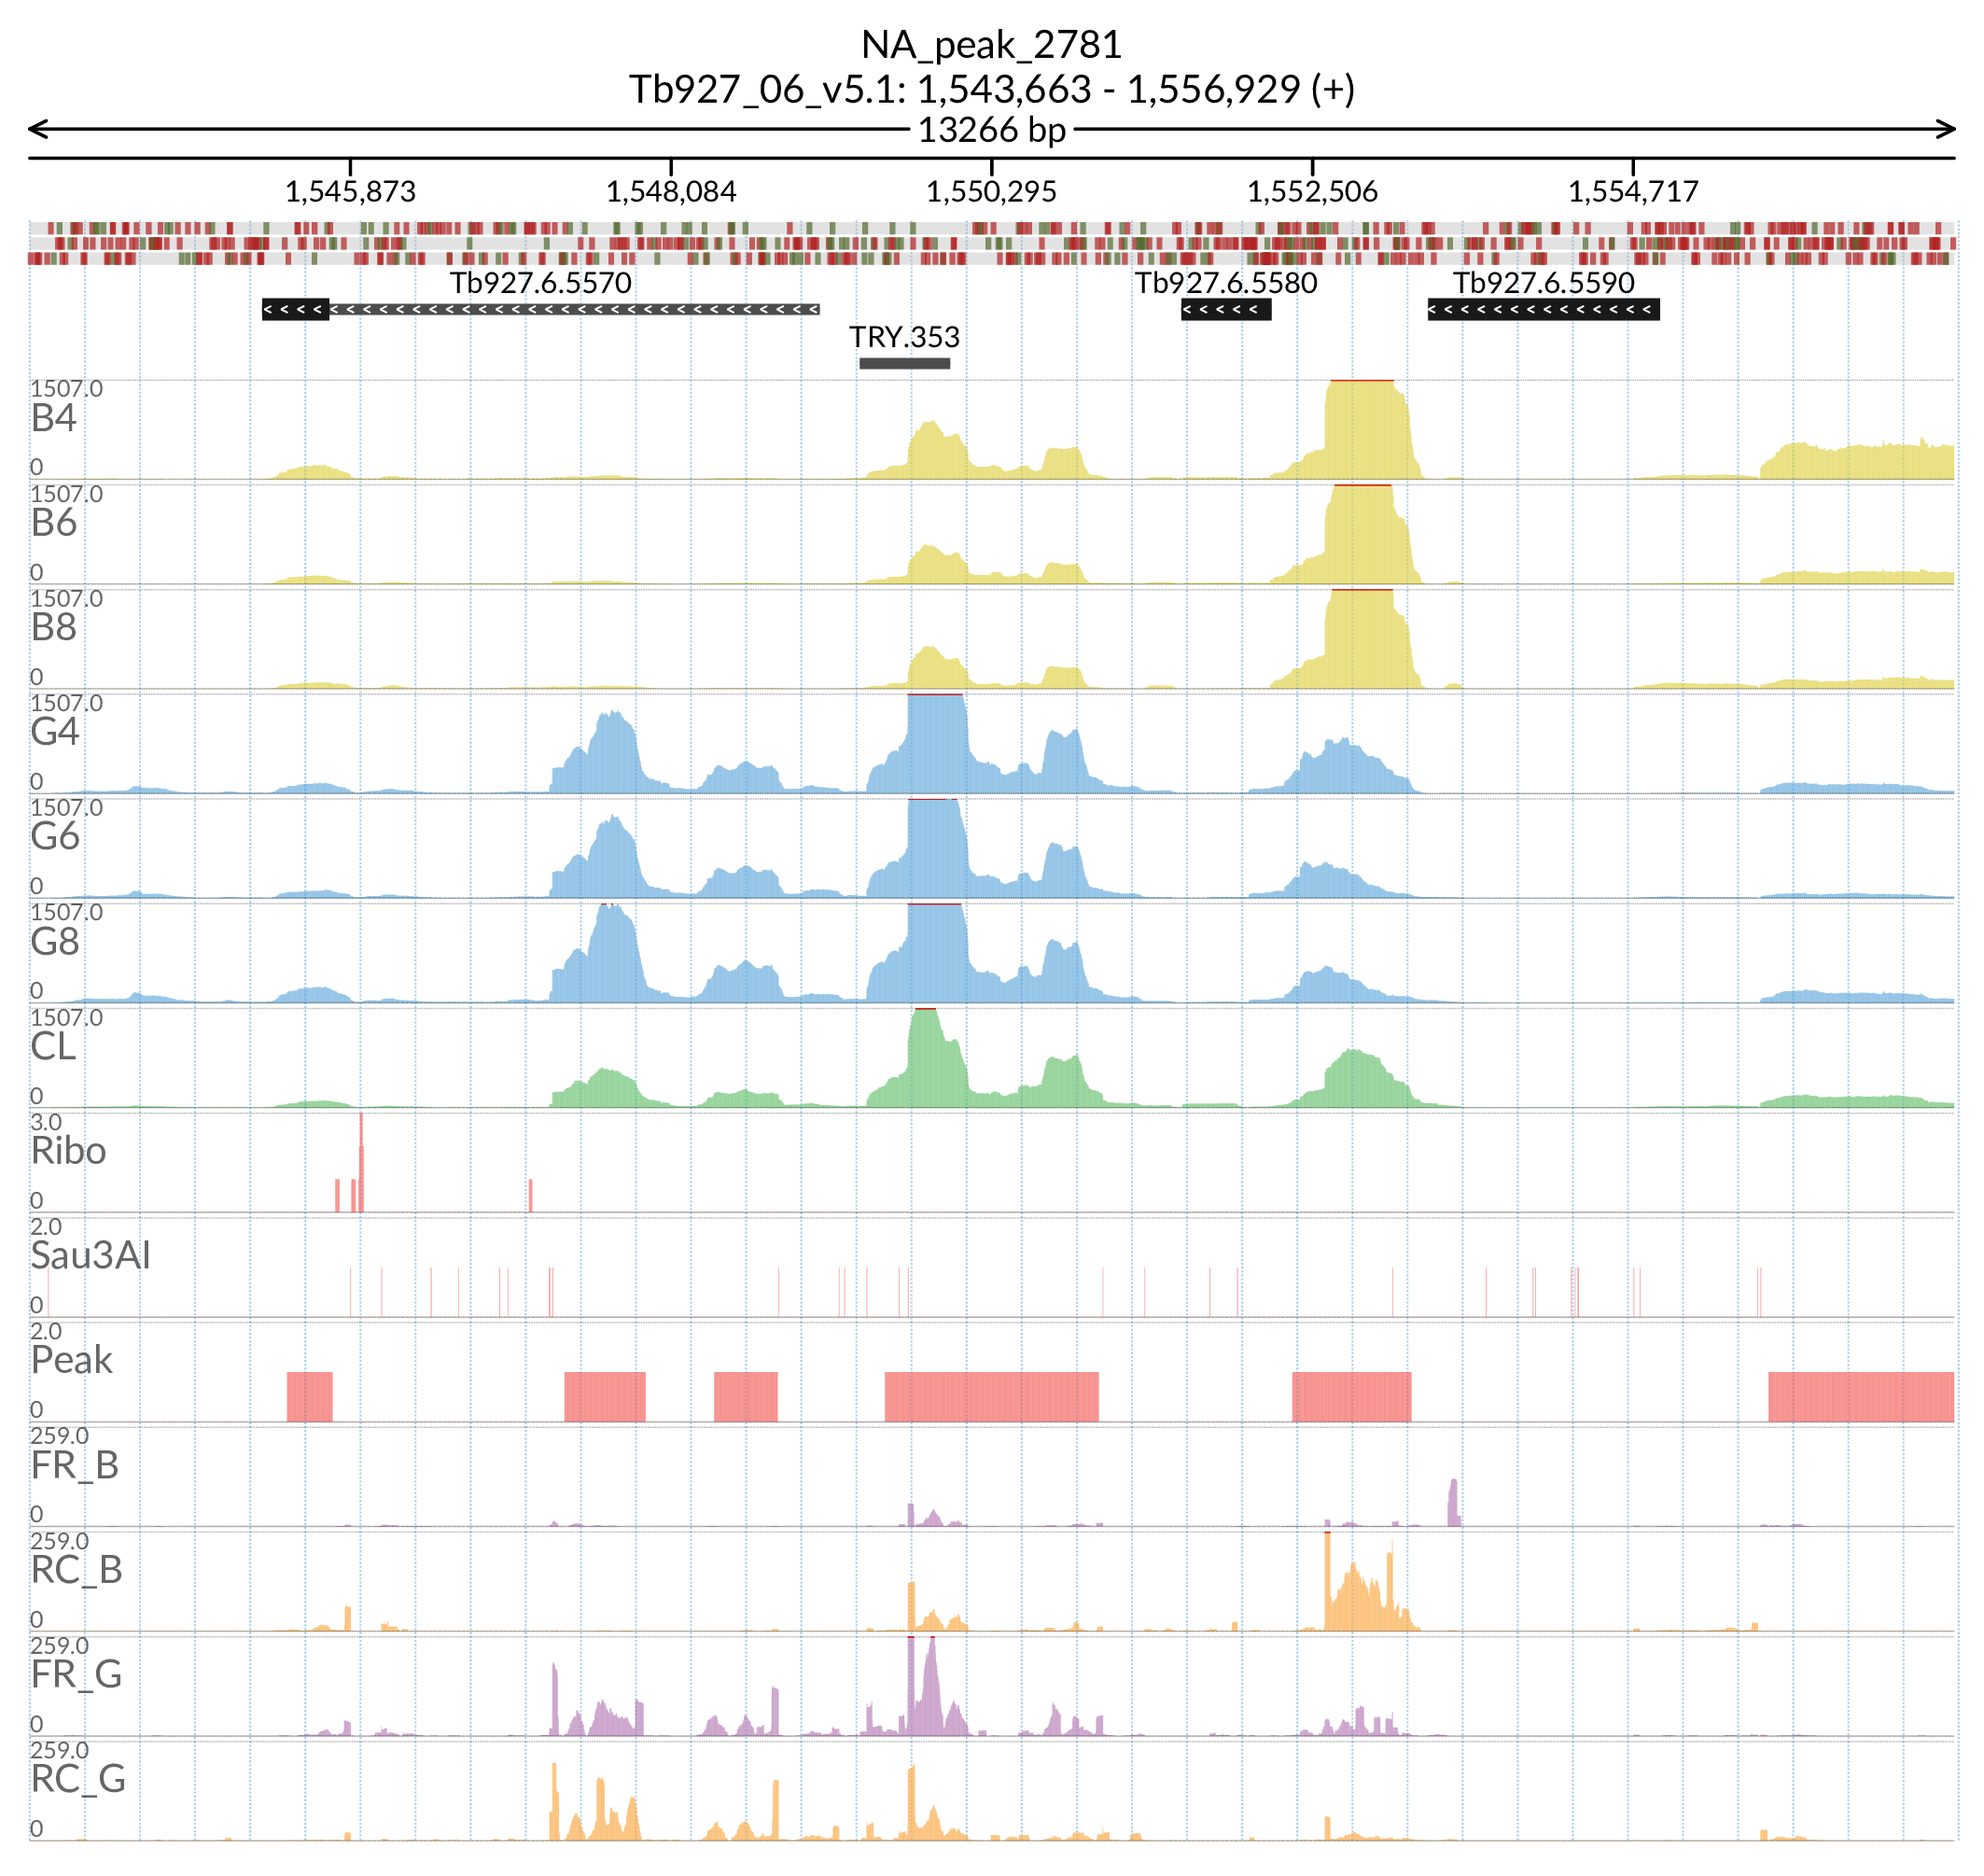 NA_peak_2781
Tb927_06_v5.1: 1,543,663 - 1,556,929 (+)
13266 bp
1,545,873 1,548,084 1,550,295 1,552,506 1,554,717
Tb927.6.5570 Tb927.6.5580 Tb927.6.5590
TRY.353
1507.0
B4
0
1507.0
B6
0
1507.0
B8
0
1507.0
G4
0
1507.0
G6
0
1507.0
G8
0
1507.0
CL
0
3.0
Ribo
0
2.0
Sau3AI
0
2.0
Peak
0
259.0
FR_B
0
259.0
RC_B
0
259.0
FR_G
0
259.0
RC_G
0